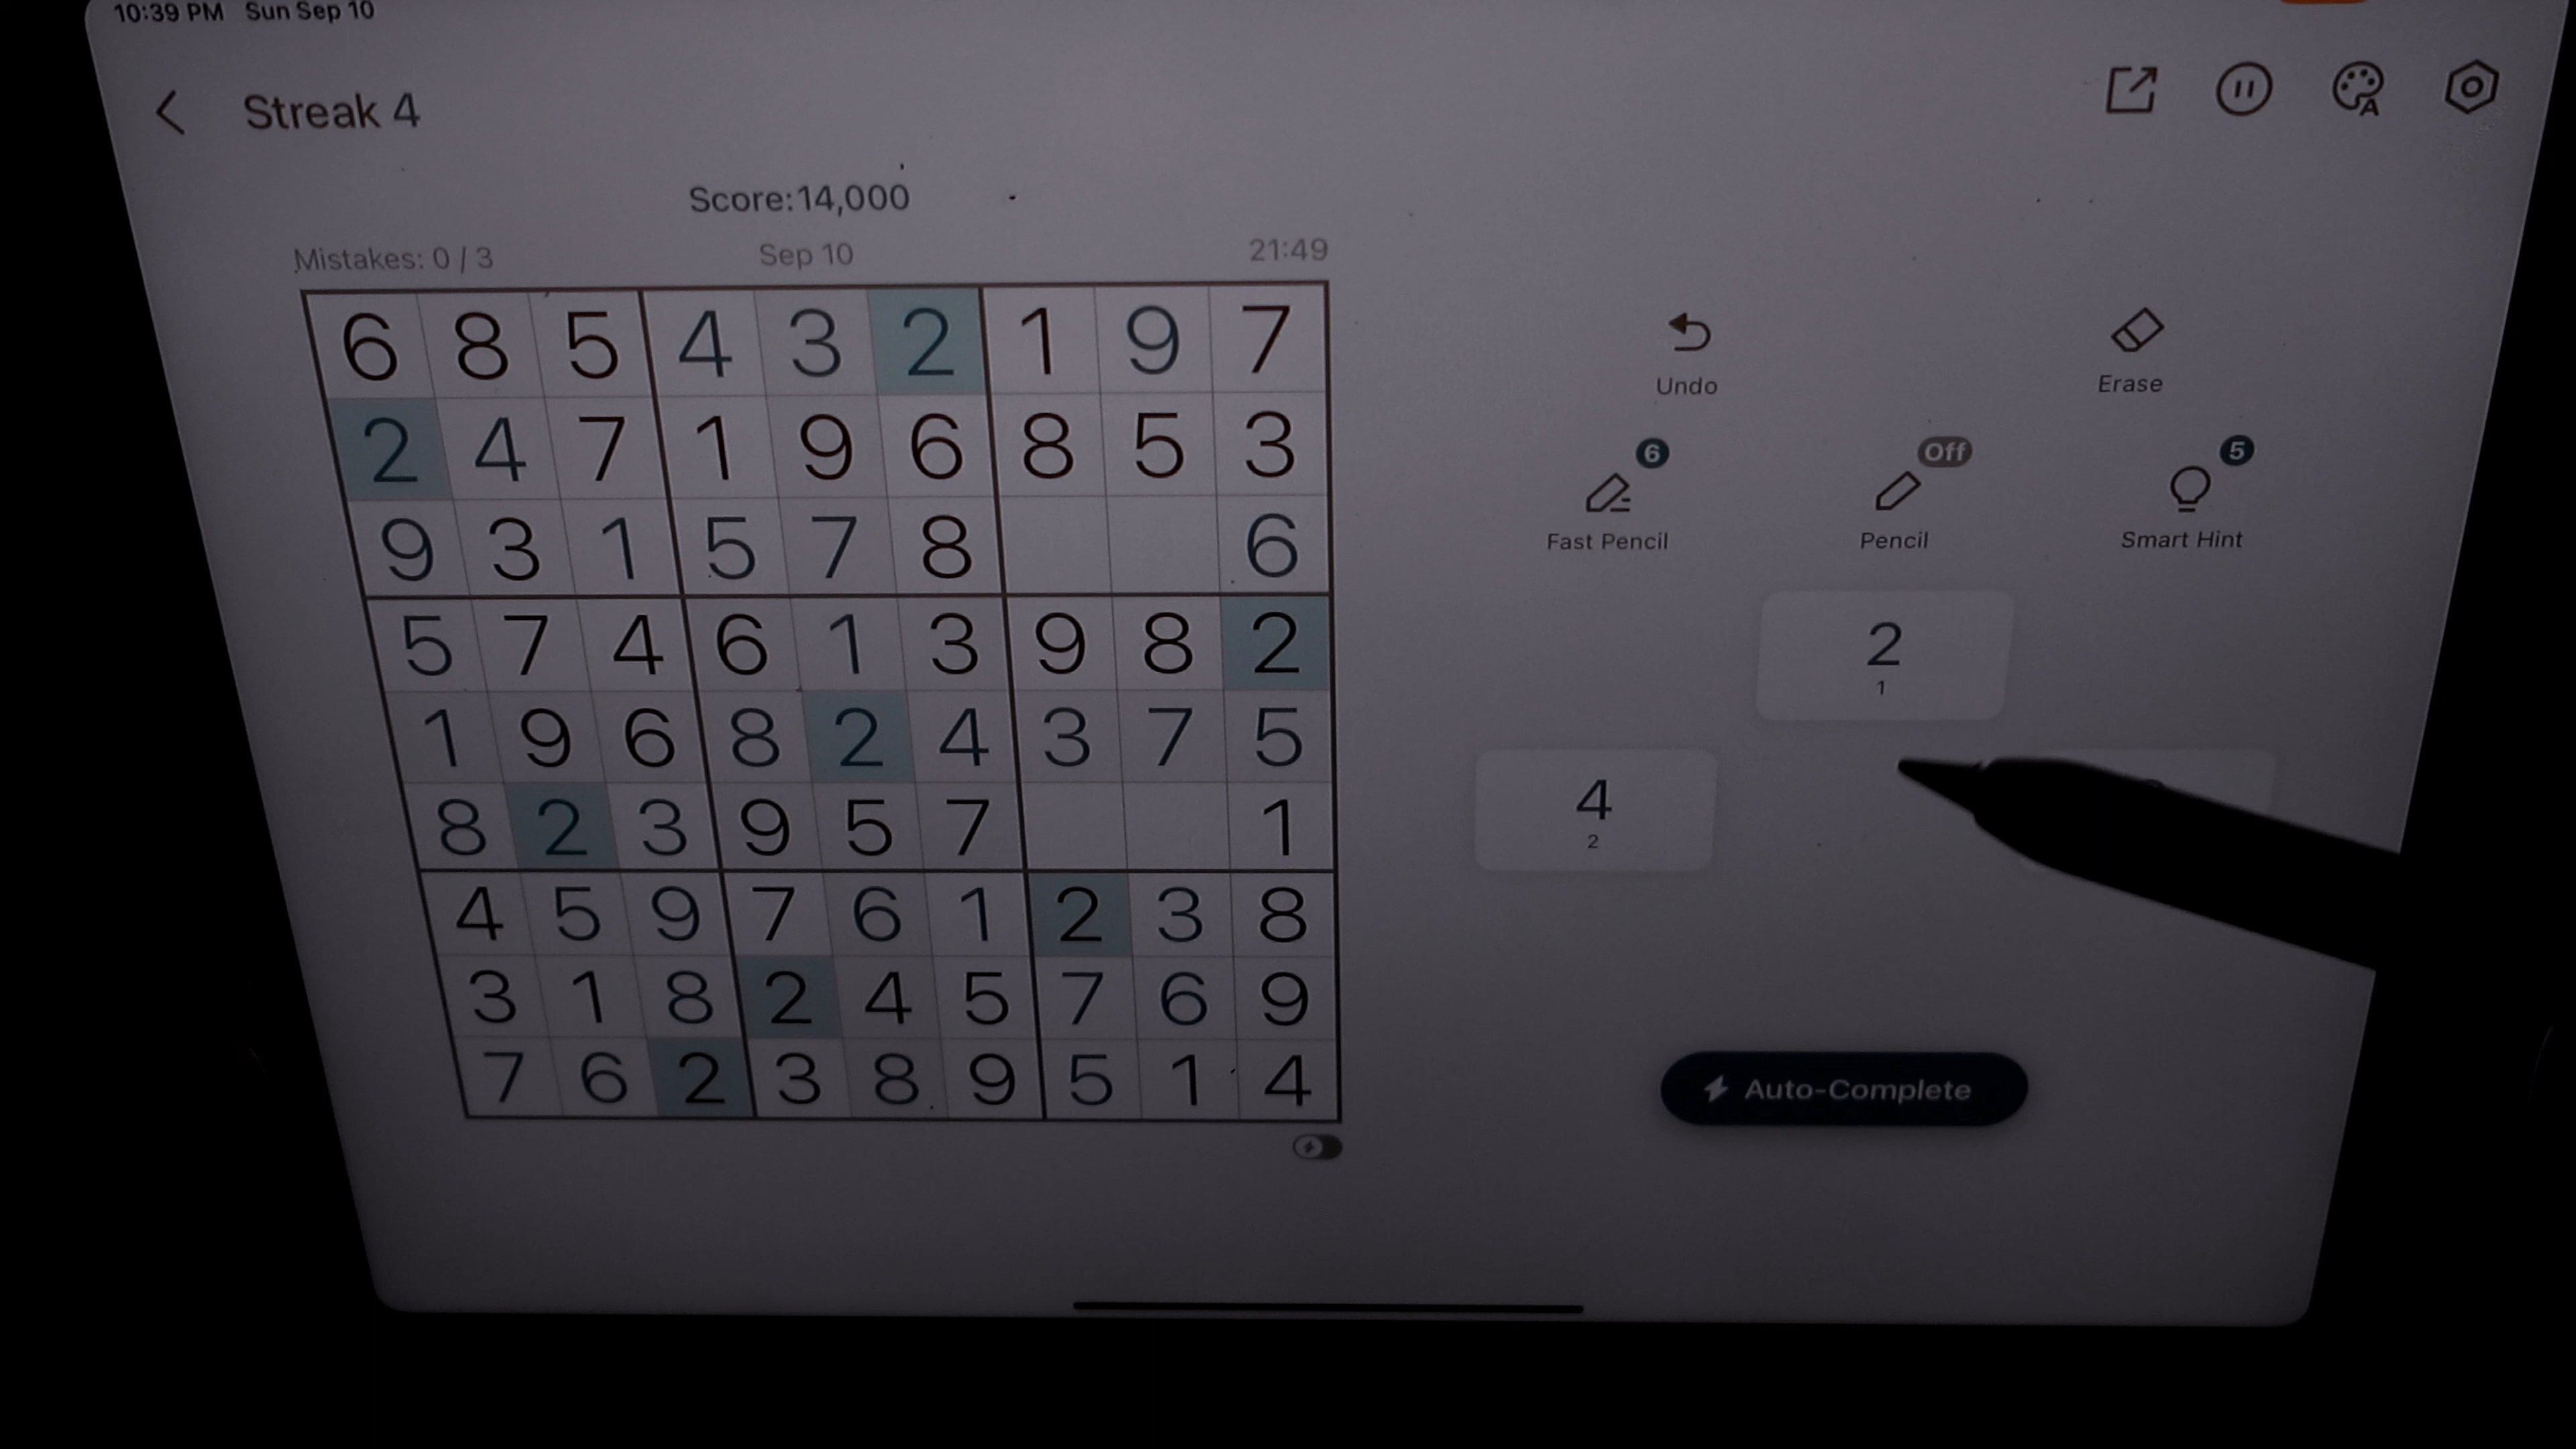 10:39 PM Sun Sep 10
Streak 4
Score:14,000
Mistakes: 0 / 3 Sep 10 21:49
6 8 5 4 3 2 1 9 7
2 4 7 1 9 6 8 5 3
9 3 1 5 7 8 6
5 7 4 6 1 3 9 8 2
1 9 6 8 2 4 3 7 5
8 2 3 9 5 7 1
4 5 9 7 6 1 2 3 8
3 1 8 2 4 5 7 6 9
7 6 2 3 8 9 5 1 4
Undo Erase
6 Off 5
Fast Pencil Pencil Smart Hint
2
1
4
2
Auto-Complete